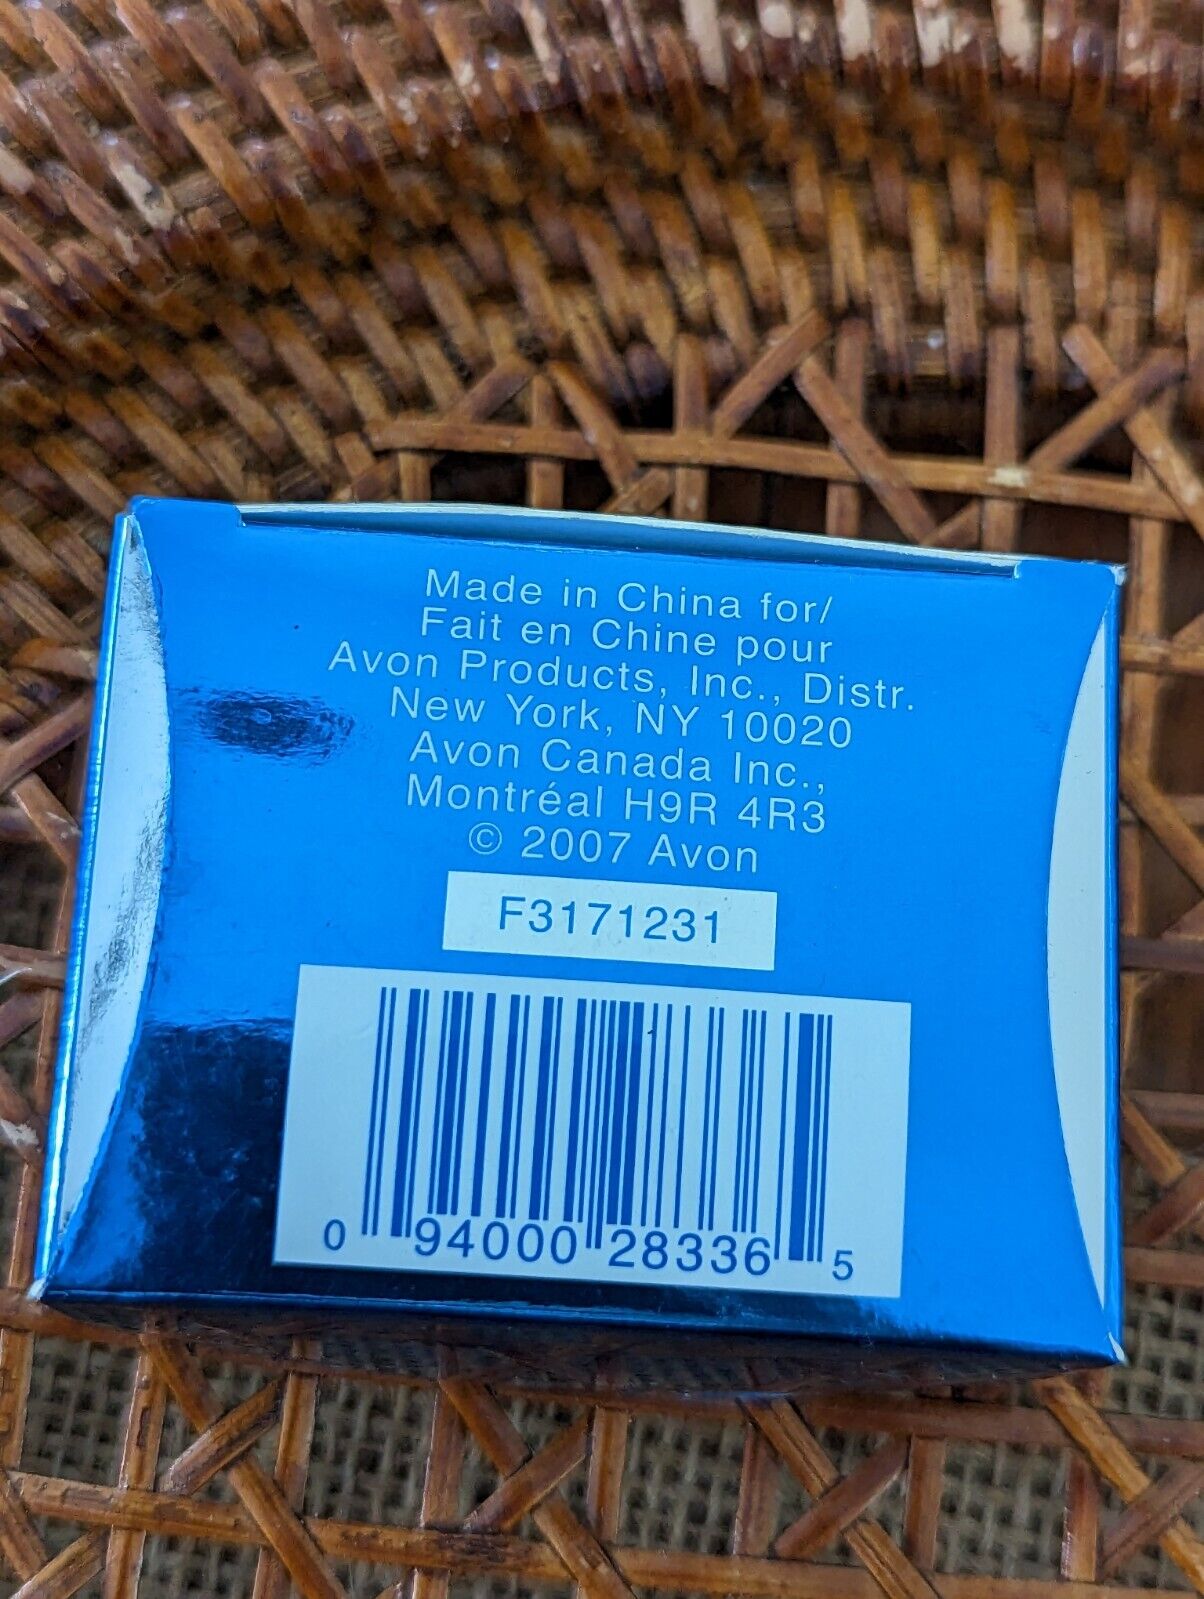 Made in China for/
Fait en Chine pour
Avon Products, Inc., Distr.
New York, NY 10020
Avon Canada Inc.,
Montréal H9R 4R3
© 2007 Avon
F3171231
0 94000 28336 5